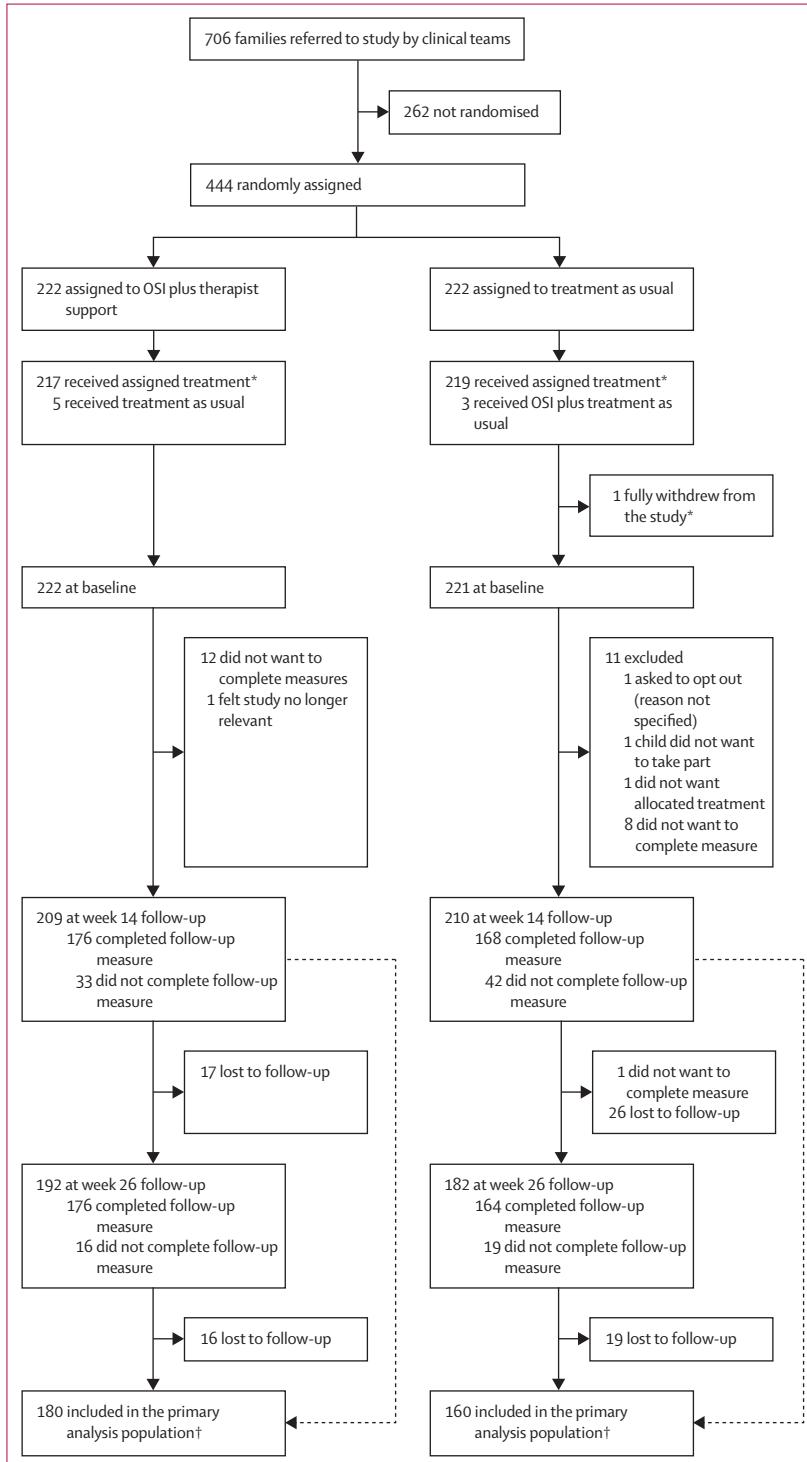 706 families referred to study by clinical teams
262 not randomised
444 randomly assigned
222 assigned to OSI plus therapist
support
222 assigned to treatment as usual
217 received assigned treatment*
5 received treatment as usual
219 received assigned treatment*
3 received OSI plus treatment as
usual
1 fully withdrew from
the study*
222 at baseline
221 at baseline
12 did not want to
complete measures
1 felt study no longer
relevant
11 excluded
1 asked to opt out
(reason not
specified)
1 child did not want
to take part
1 did not want
allocated treatment
8 did not want to
complete measure
209 at week 14 follow-up
176 completed follow-up
measure
33 did not complete follow-up
measure
210 at week 14 follow-up
168 completed follow-up
measure
42 did not complete follow-up
measure
17 lost to follow-up
1 did not want to
complete measure
26 lost to follow-up
192 at week 26 follow-up
176 completed follow-up
measure
16 did not complete follow-up
measure
182 at week 26 follow-up
164 completed follow-up
measure
19 did not complete follow-up
measure
16 lost to follow-up
19 lost to follow-up
180 included in the primary
analysis population†
160 included in the primary
analysis population†